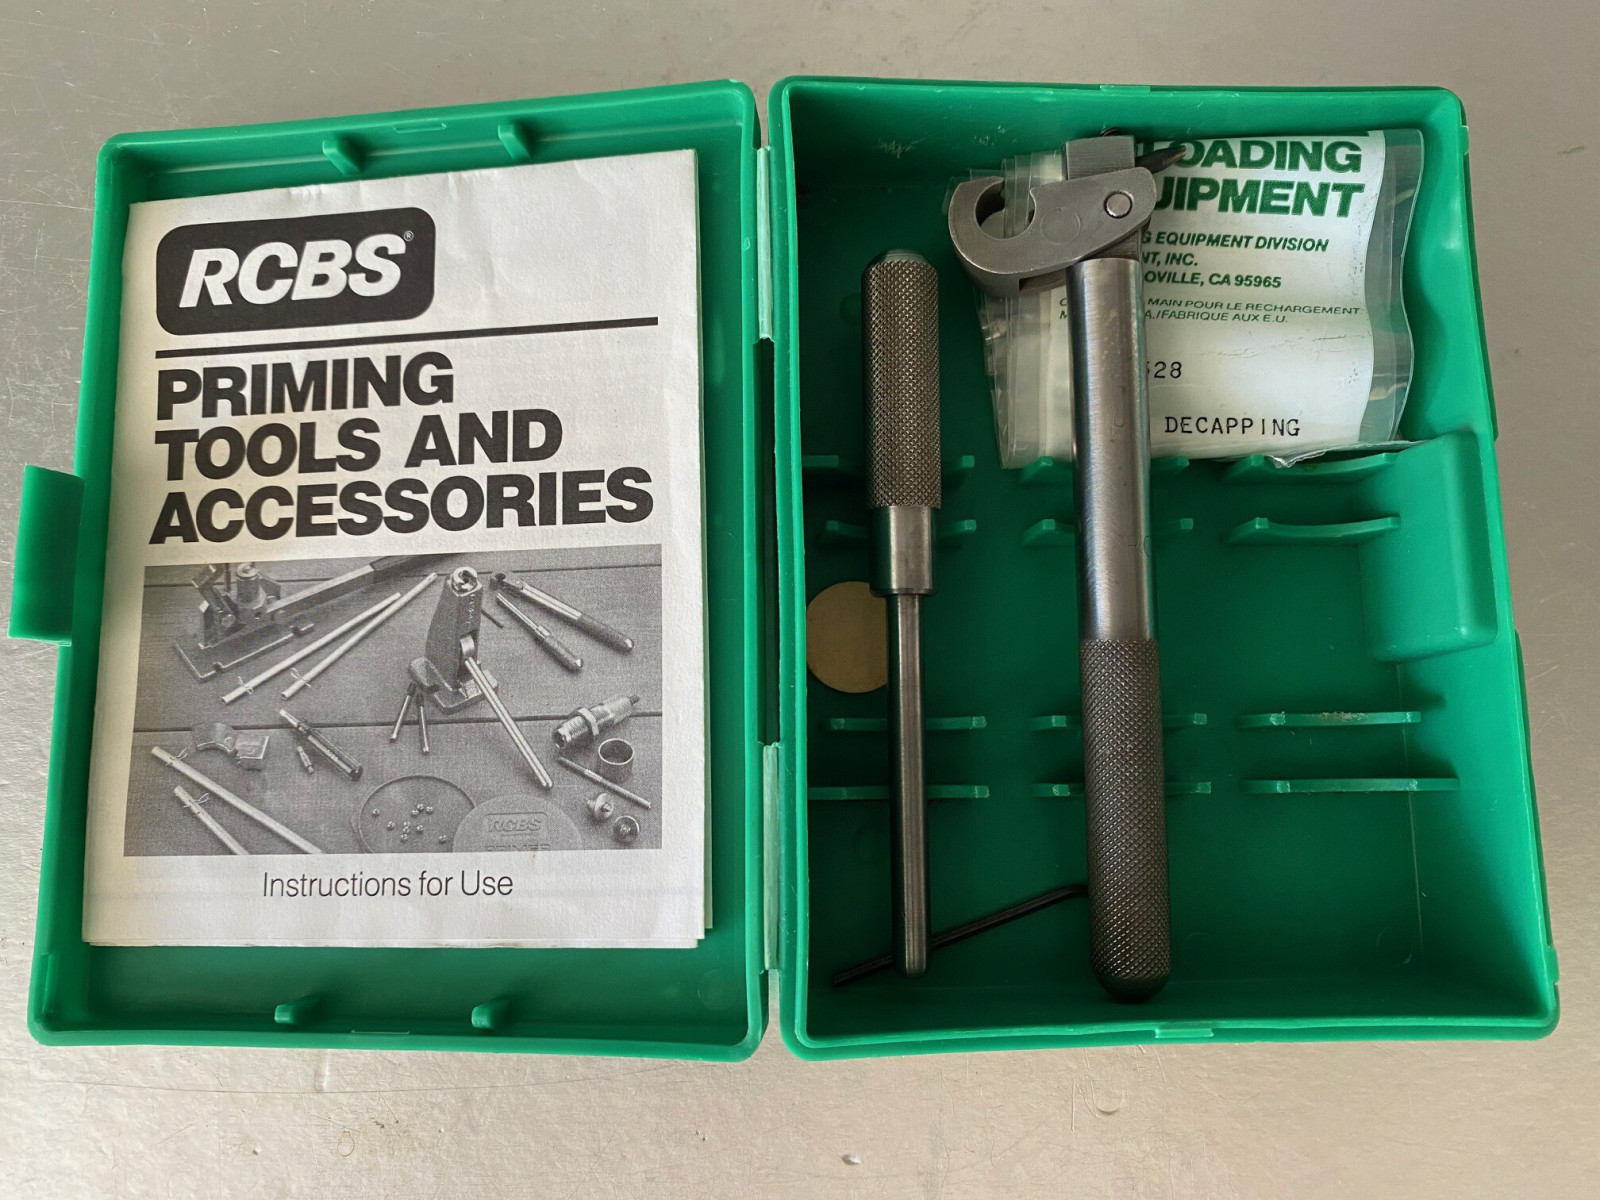 RCBS®
PRIMING
TOOLS AND
ACCESSORIES
RCBS
PRIMER
Instructions for Use
LOADING
UIPMENT
G EQUIPMENT DIVISION
NT, INC.
OVILLE, CA 95965
MAIN POUR LE RECHARGEMENT
A./FABRIQUE AUX E.U.
528
DECAPPING